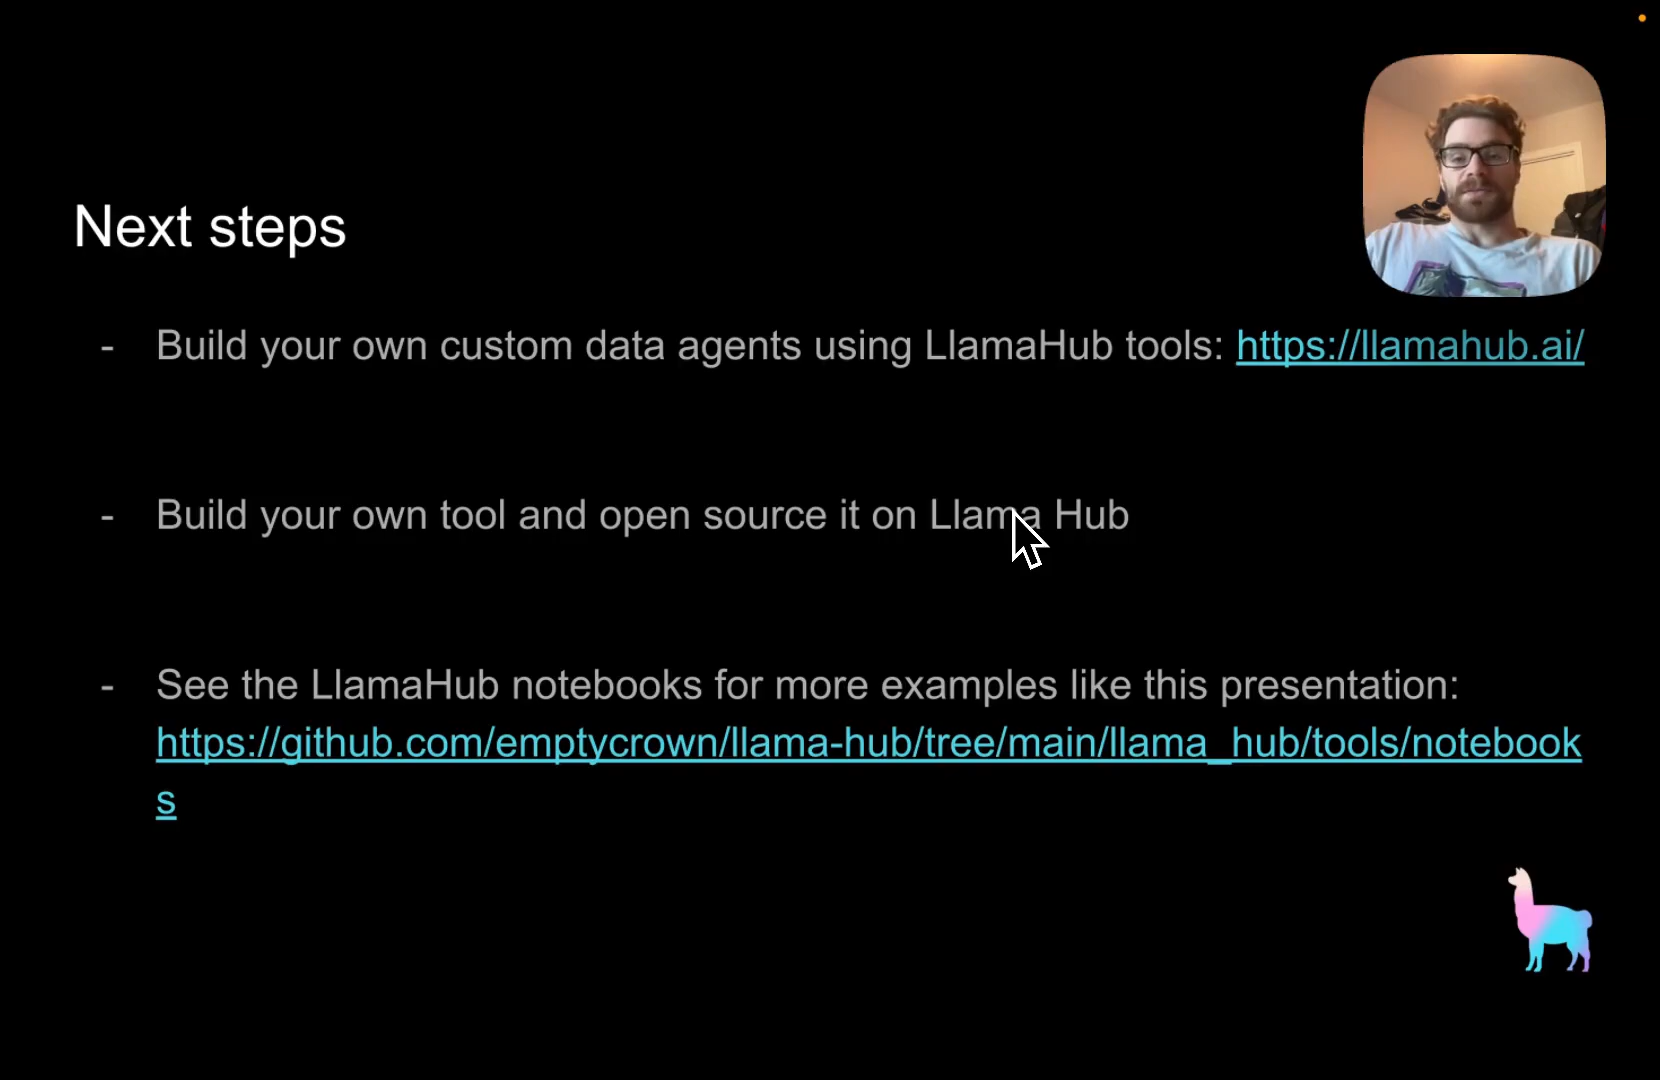 Next steps
- Build your own custom data agents using LlamaHub tools: https://llamahub.ai/
- Build your own tool and open source it on Llama Hub
- See the LlamaHub notebooks for more examples like this presentation:
https://github.com/emptycrown/llama-hub/tree/main/llama_hub/tools/notebook
s